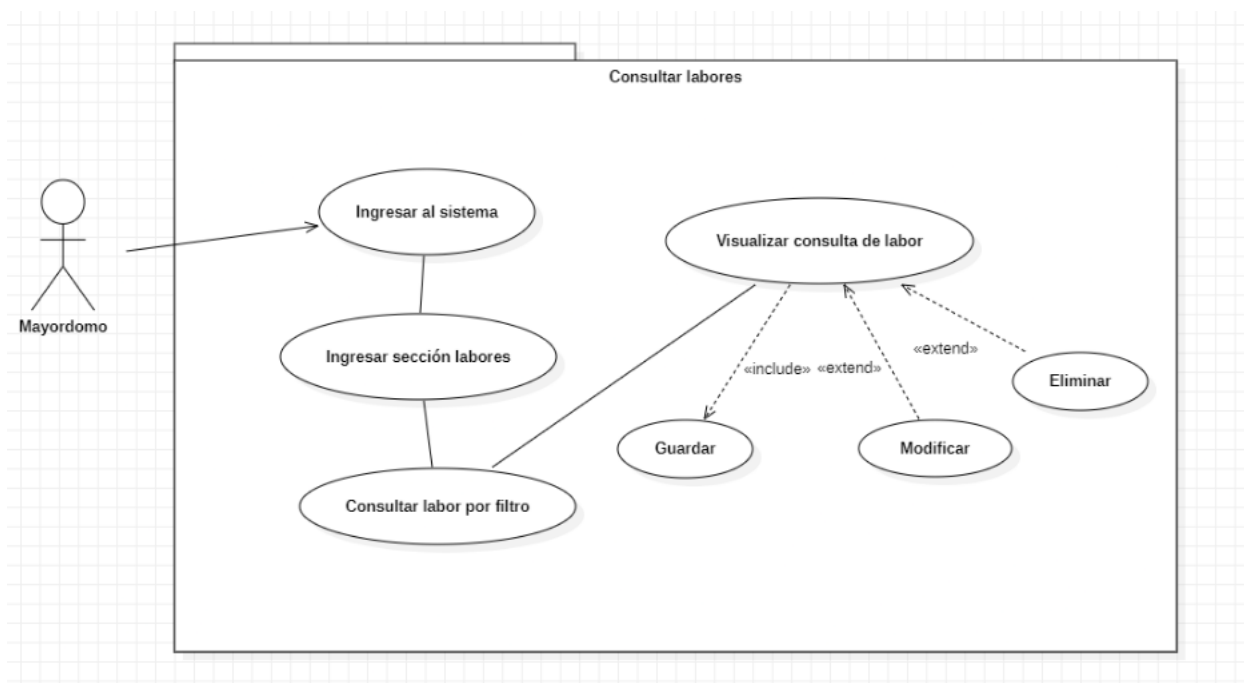 Consultar labores
Ingresar al sistema
Visualizar consulta de labor
Mayordomo
Ingresar sección labores
«include» «extend»
«extend»
Eliminar
Guardar
Modificar
Consultar labor por filtro